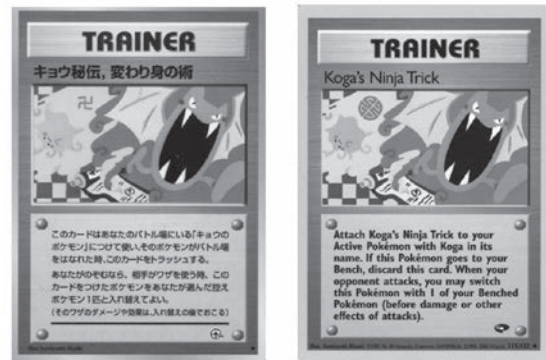 TRAINER
キョウ秘伝，変わり身の術
このカードはあなたのバトル場にいる「キョウの
ポケモン」につけて使い、そのポケモンがバトル場
をはなれた時、このカードをトラッシュする。
あなたがのぞむなら、相手がワザを使う時、この
カードをつけたポケモンをあなたが選んだ控え
ポケモン1匹と入れ替えてよい。
(そのワザのダメージや効果は、入れ替えの後でおこる)
TRAINER
Koga's Ninja Trick
Attach Koga's Ninja Trick to your
Active Pokémon with Koga in its
name. If this Pokémon goes to your
Bench, discard this card. When your
opponent attacks, you may switch
this Pokémon with 1 of your Benched
Pokémon (before damage or other
effects of attacks).